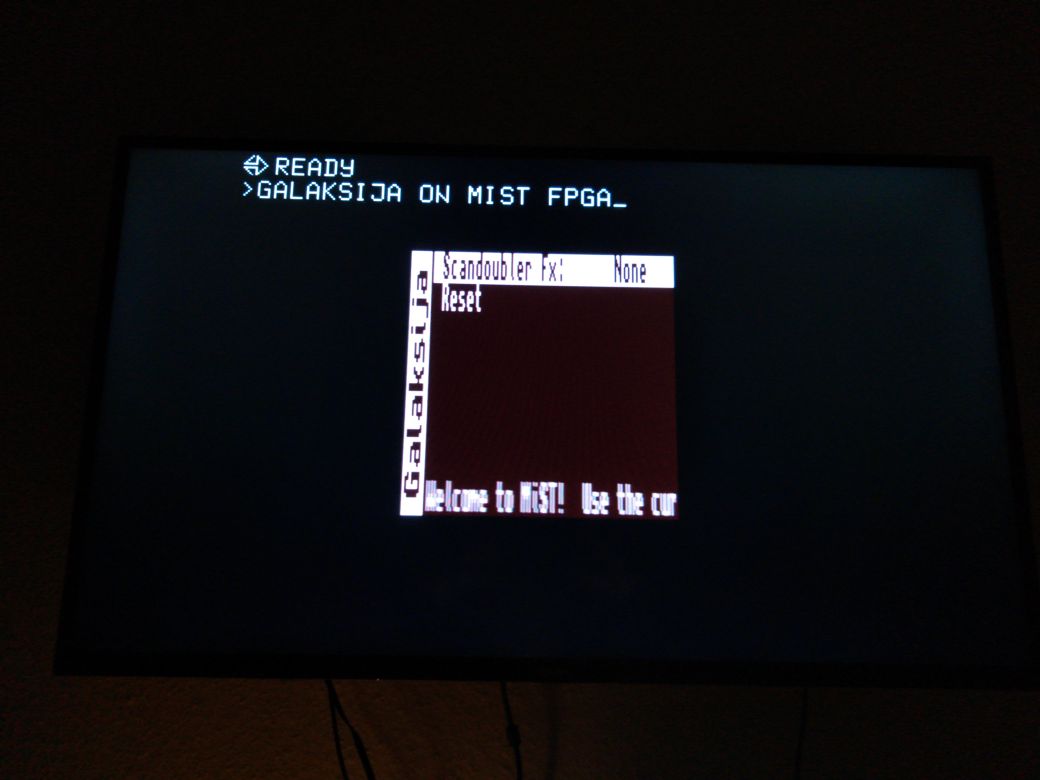 READY
>GALAKSIJA ON MIST FPGA_
Galaksija
Scandoubler Fx: None
Reset
Welcome to MiST! Use the cur